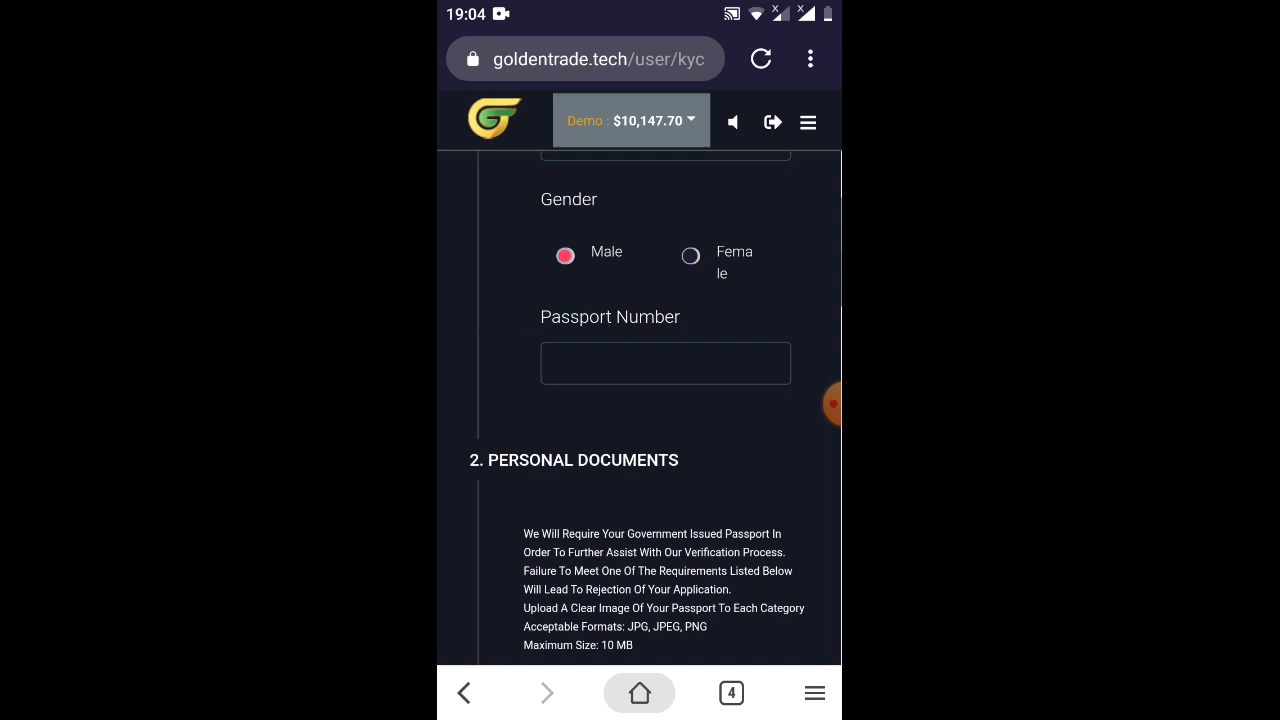 19:04
goldentrade.tech/user/kyc
Demo : $10,147.70
Gender
Male
Fema
le
Passport Number
2. PERSONAL DOCUMENTS
We Will Require Your Government Issued Passport In
Order To Further Assist With Our Verification Process.
Failure To Meet One Of The Requirements Listed Below
Will Lead To Rejection Of Your Application.
Upload A Clear Image Of Your Passport To Each Category
Acceptable Formats: JPG, JPEG, PNG
Maximum Size: 10 MB
4